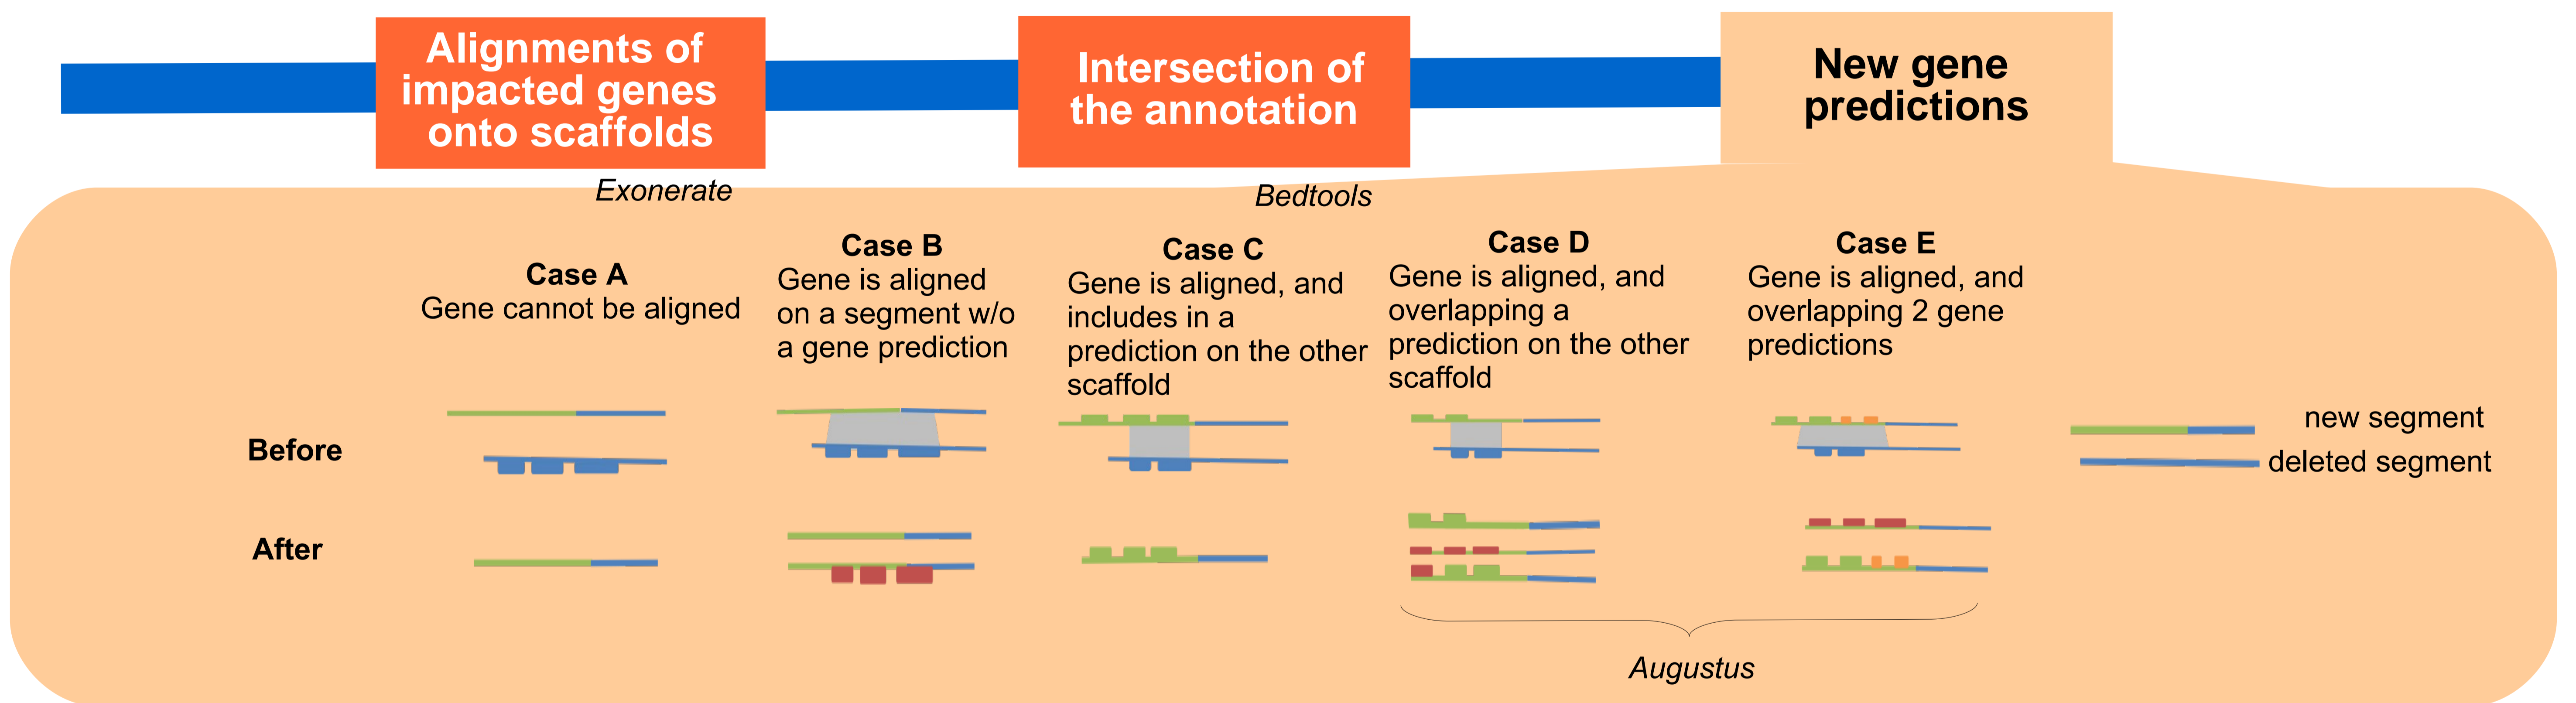 Alignments of
impacted genes
onto scaffolds
Intersection of
the annotation
New gene
predictions
Exonerate
Bedtools
Case A
Gene cannot be aligned
Case B
Gene is aligned
on a segment w/o
a gene prediction
Case C
Gene is aligned, and
includes in a
prediction on the other
scaffold
Case D
Gene is aligned, and
overlapping a
prediction on the other
scaffold
Case E
Gene is aligned, and
overlapping 2 gene
predictions
Before
new segment
deleted segment
After
Augustus